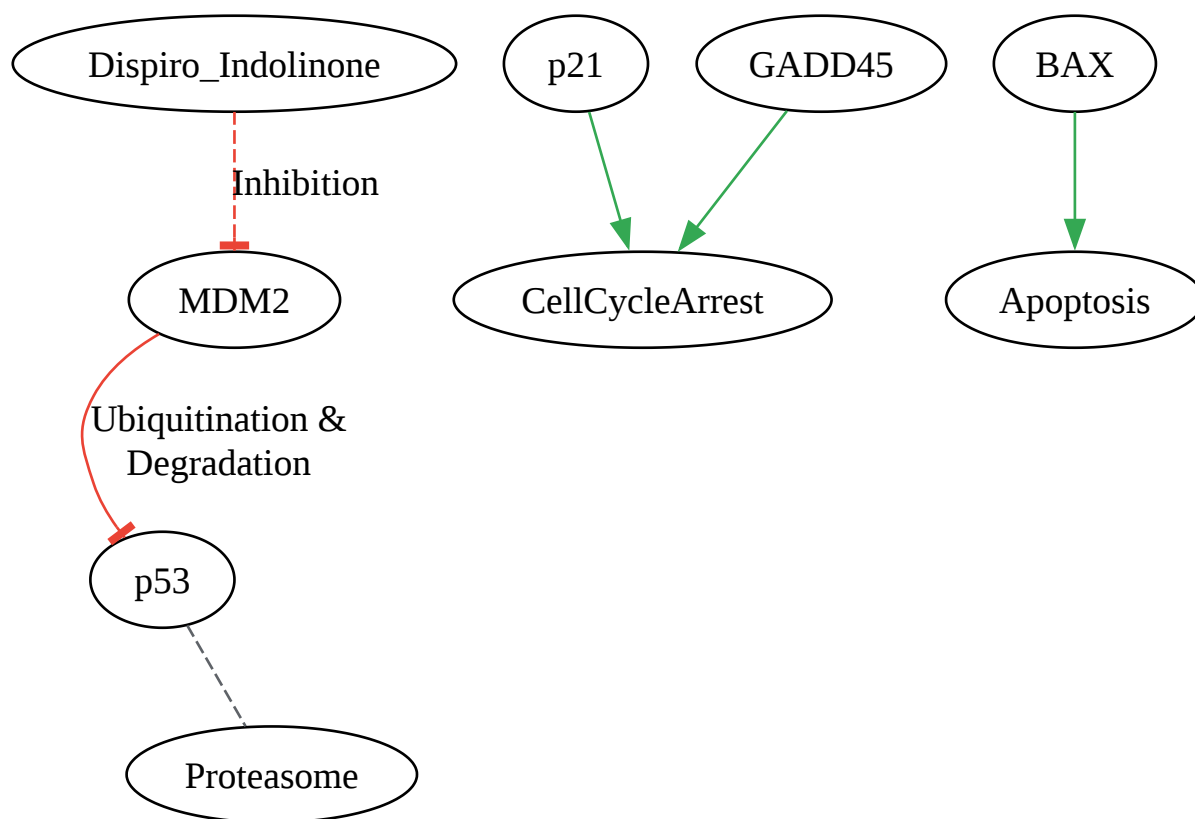 Dispiro_Indolinone
p21
GADD45
BAX
Inhibition
MDM2
CellCycleArrest
Apoptosis
Ubiquitination &
Degradation
p53
Proteasome